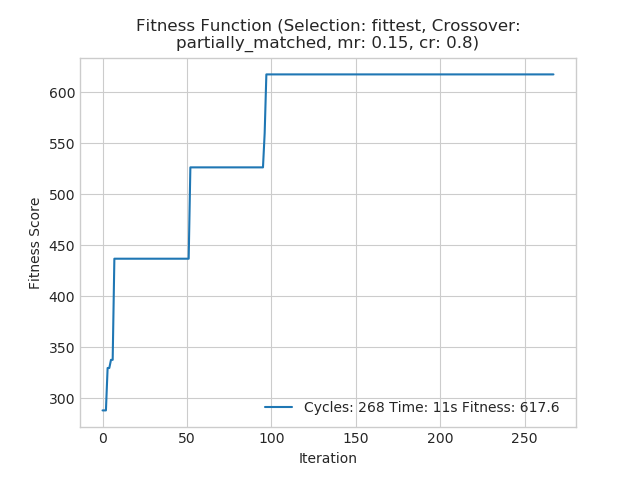 Fitness Function (Selection: fittest, Crossover:
partially_matched, mr: 0.15, cr: 0.8)
600
550
500
450
400
350
300
Fitness Score
Cycles: 268 Time: 11s Fitness: 617.6
0 50 100 150 200 250
Iteration